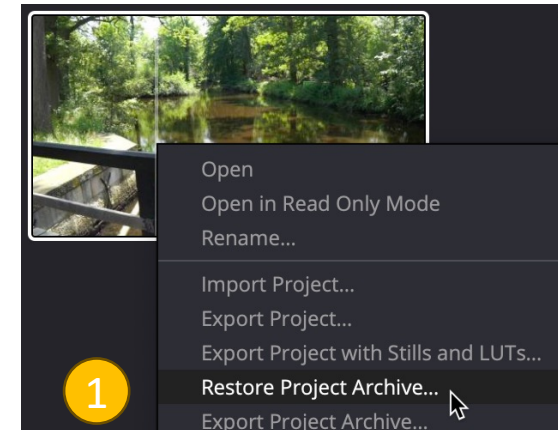 Open
Open in Read Only Mode
Rename...
Import Project...
Export Project...
Export Project with Stills and LUTs...
1
Restore Project Archive...
Export Project Archive...